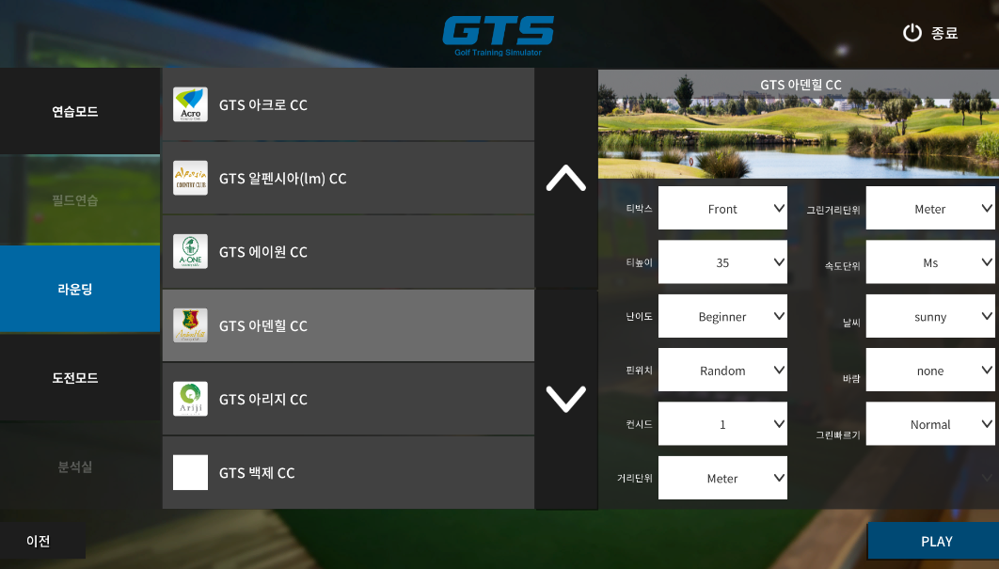 GTS
Golf Training Simulator
종료
연습모드
필드연습
라운딩
도전모드
분석실
이전
Acro
GTS 아크로 CC
COUNTRY CLUB
GTS 알펜시아(lm) CC
A-ONE
GTS 에이원 CC
GTS 아덴힐 CC
Ariji
GTS 아리지 CC
GTS 백제 CC
GTS 아덴힐 CC
티박스 Front
그린거리단위 Meter
티높이 35
속도단위 Ms
난이도 Beginner
날씨 sunny
핀위치 Random
바람 none
컨시드 1
그린빠르기 Normal
거리단위 Meter
PLAY